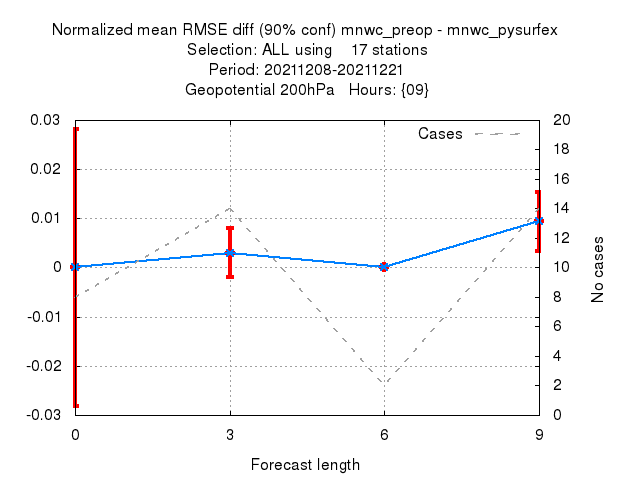 Normalized mean RMSE diff (90% conf) mnwc_preop - mnwc_pysurfex
Selection: ALL using 17 stations
Period: 20211208-20211221
Geopotential 200hPa Hours: {09}
Cases
0.03
0.02
0.01
0
-0.01
-0.02
-0.03
20
18
16
14
12
10
8
6
4
2
0
No cases
0 3 6 9
Forecast length